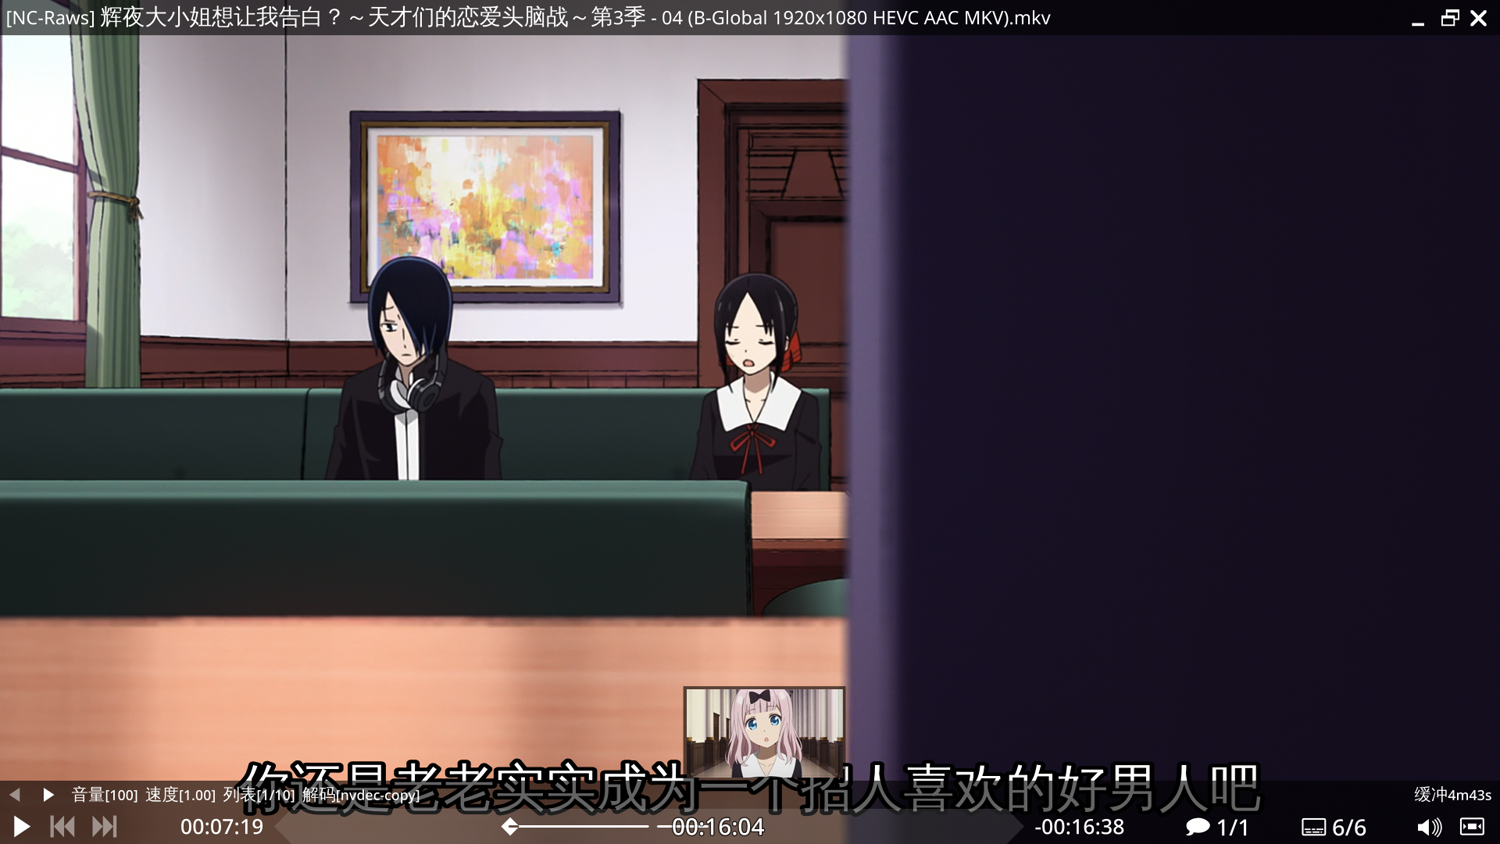 [NC-Raws] 辉夜大小姐想让我告白？～天才们的恋爱头脑战～第3季 - 04 (B-Global 1920x1080 HEVC AAC MKV).mkv
你还是老老实实成为一个招人喜欢的好男人吧
音量[100] 速度[1.00] 列表[1/10] 解码[nvdec-copy]
缓冲4m43s
00:07:19
00:16:04
-00:16:38
1/1
6/6